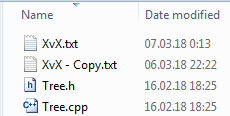 Name Date modified
XvX.txt 07.03.18 0:13
XvX - Copy.txt 06.03.18 22:22
Tree.h 16.02.18 18:25
Tree.cpp 16.02.18 18:25